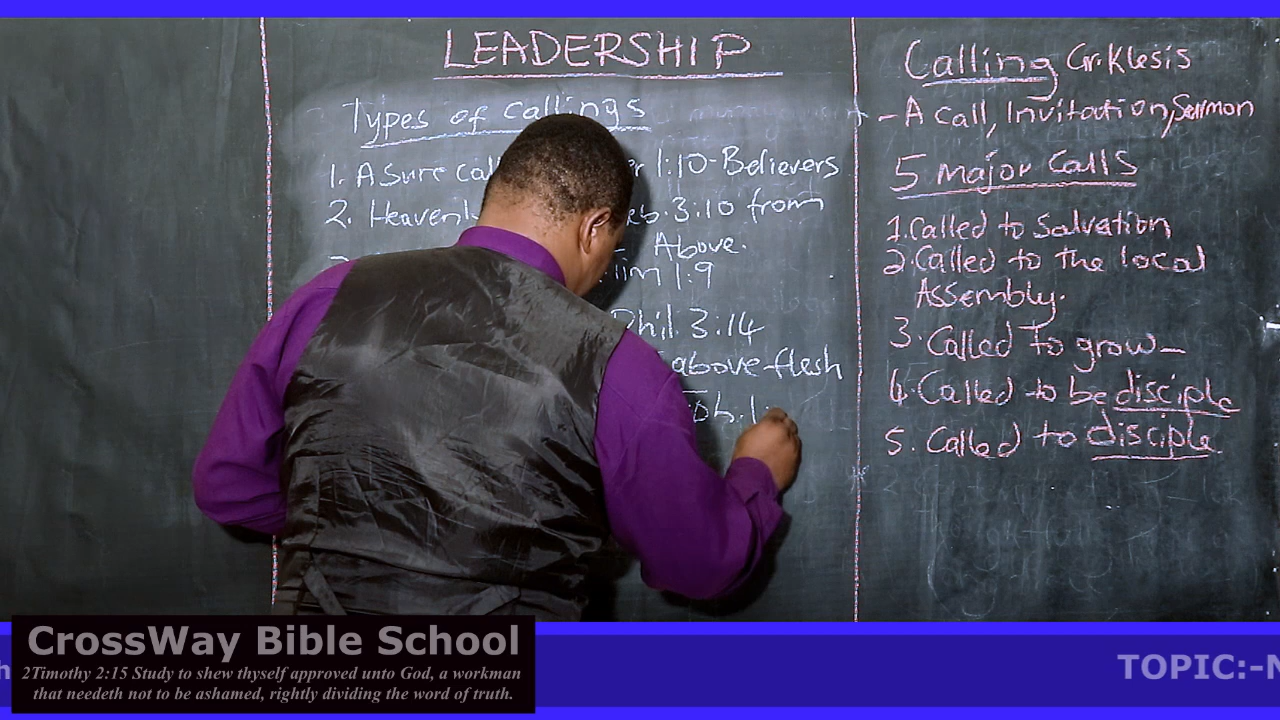 LEADERSHIP
Types of callings
1. A Sure call 1:10-Believers
2. Heavenl 3:10 from
Above.
Tim 1:9
Phil 3:14
above-flesh
ph.1:
Calling Gr. Klesis
- A call, Invitation, Sermon
5 Major Calls
1. Called to Salvation
2. Called to the local
Assembly.
3. Called to grow-
4. Called to be disciple
5. Called to disciple.
CrossWay Bible School
2Timothy 2:15 Study to shew thyself approved unto God, a workman
that needeth not to be ashamed, rightly dividing the word of truth.
TOPIC:-